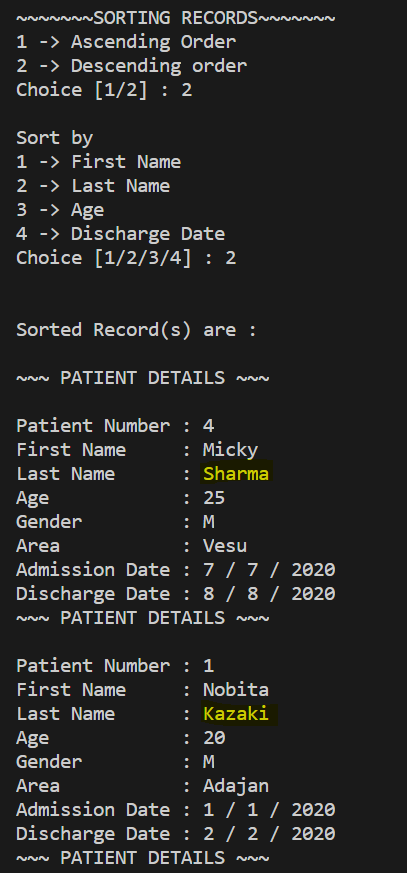 ~~~~~~~SORTING RECORDS~~~~~~~
1 -> Ascending Order
2 -> Descending order
Choice [1/2] : 2
Sort by
1 -> First Name
2 -> Last Name
3 -> Age
4 -> Discharge Date
Choice [1/2/3/4] : 2
Sorted Record(s) are :
~~~ PATIENT DETAILS ~~~
Patient Number : 4
First Name     : Micky
Last Name      : Sharma
Age            : 25
Gender         : M
Area           : Vesu
Admission Date : 7 / 7 / 2020
Discharge Date : 8 / 8 / 2020
~~~ PATIENT DETAILS ~~~
Patient Number : 1
First Name     : Nobita
Last Name      : Kazaki
Age            : 20
Gender         : M
Area           : Adajan
Admission Date : 1 / 1 / 2020
Discharge Date : 2 / 2 / 2020
~~~ PATIENT DETAILS ~~~